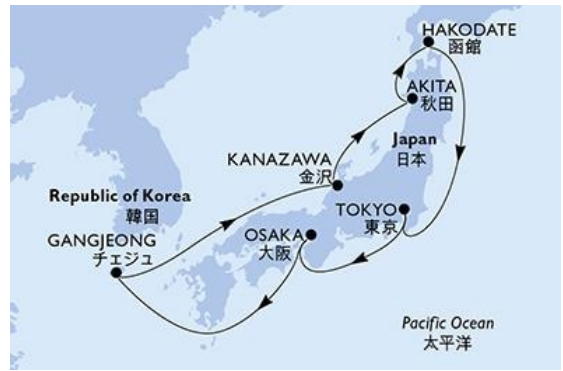 HAKODATE
函館
AKITA
秋田
Japan
日本
KANAZAWA
金沢
Republic of Korea
韓国
TOKYO
東京
GANGJEONG
チェジュ
OSAKA
大阪
Pacific Ocean
太平洋